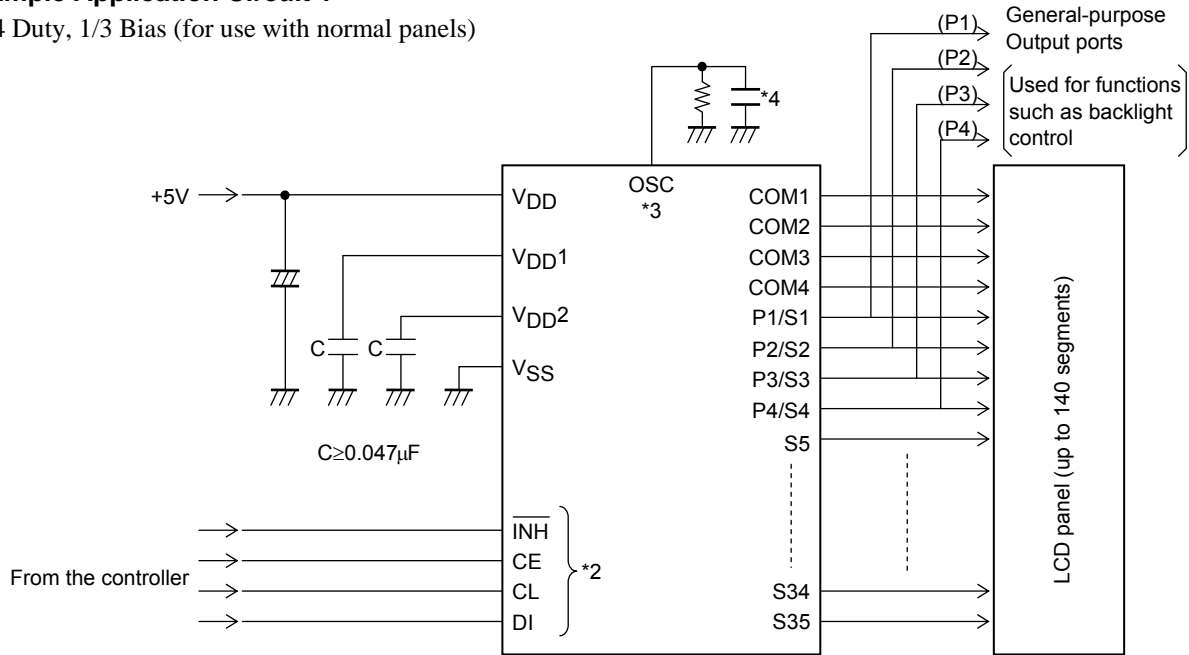 4 Duty, 1/3 Bias (for use with normal panels)
(P1)
General-purpose
Output ports
(P2)
(P3)
Used for functions
such as backlight
control
(P4)
*4
+5V
VDD
OSC
*3
COM1
COM2
VDD1
COM3
COM4
VDD2
P1/S1
C
C
P2/S2
VSS
P3/S3
P4/S4
S5
C≥0.047μF
LCD panel (up to 140 segments)
INH
CE
From the controller
*2
CL
DI
S34
S35